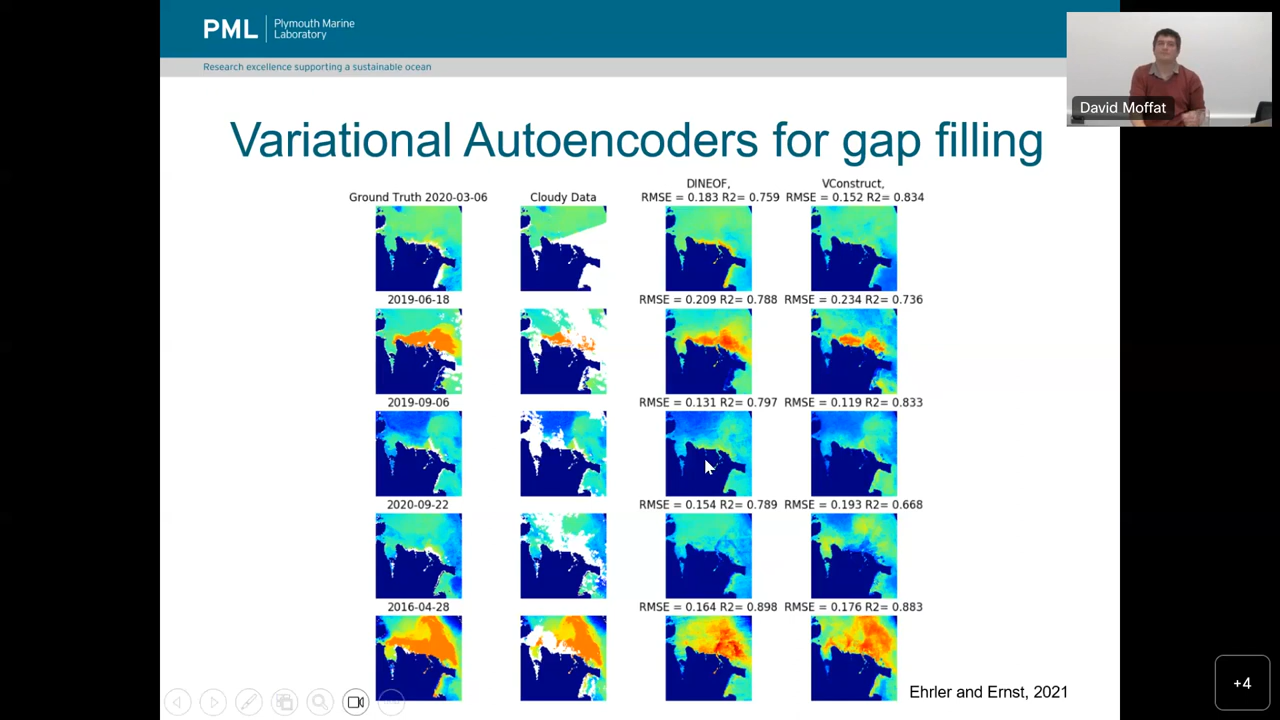 PML
Plymouth Marine
Laboratory
Research excellence supporting a sustainable ocean
David Moffat
Variational Autoencoders for gap filling
Ground Truth 2020-03-06
Cloudy Data
DINEOF,
RMSE = 0.183 R2= 0.759
VConstruct,
RMSE = 0.152 R2= 0.834
2019-06-18
RMSE = 0.209 R2= 0.788
RMSE = 0.234 R2= 0.736
2019-09-06
RMSE = 0.131 R2= 0.797
RMSE = 0.119 R2= 0.833
2020-09-22
RMSE = 0.154 R2= 0.789
RMSE = 0.193 R2= 0.668
2016-04-28
RMSE = 0.164 R2= 0.898
RMSE = 0.176 R2= 0.883
Ehrler and Ernst, 2021
+4